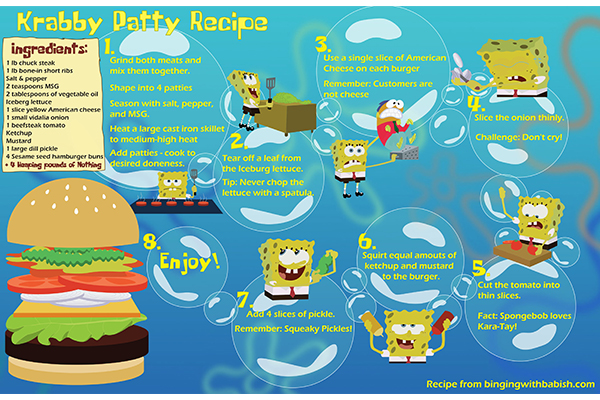 Krabby Patty Recipe
ingredients:
1 lb chuck steak
1 lb bone-in short ribs
Salt & pepper
2 teaspoons MSG
2 tablespoons of vegetable oil
Iceberg lettuce
1 slice yellow American cheese
1 small vidalia onion
1 beefsteak tomato
Ketchup
Mustard
1 large dill pickle
4 Sesame seed hamburger buns
+ 4 Heaping pounds of Nothing
1.
Grind both meats and
mix them together.
Shape into 4 patties
Season with salt, pepper,
and MSG.
Heat a large cast iron skillet
to medium-high heat
Add patties - cook to
desired doneness.
2.
Tear off a leaf from
the Iceburg lettuce.
Tip: Never chop the
lettuce with a spatula.
3.
Use a single slice of American
Cheese on each burger
Remember: Customers are
not cheese
4.
Slice the onion thinly.
Challenge: Don't cry!
5.
Cut the tomato into
thin slices.
Fact: Spongebob loves
Kara-Tay!
6.
Squirt equal amouts of
ketchup and mustard
to the burger.
7.
Add 4 slices of pickle.
Remember: Squeaky Pickles!
8.
Enjoy!
Recipe from bingingwithbabish.com